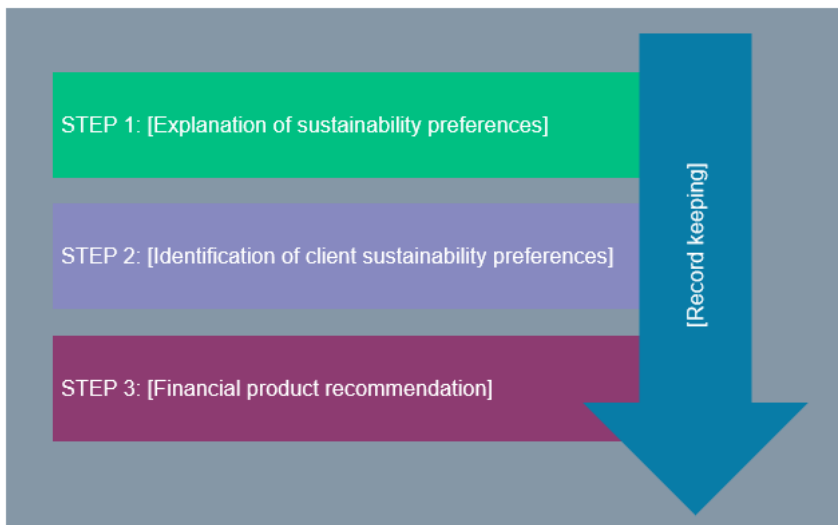 STEP 1: [Explanation of sustainability preferences]
STEP 2: [Identification of client sustainability preferences]
STEP 3: [Financial product recommendation]
[Record keeping]